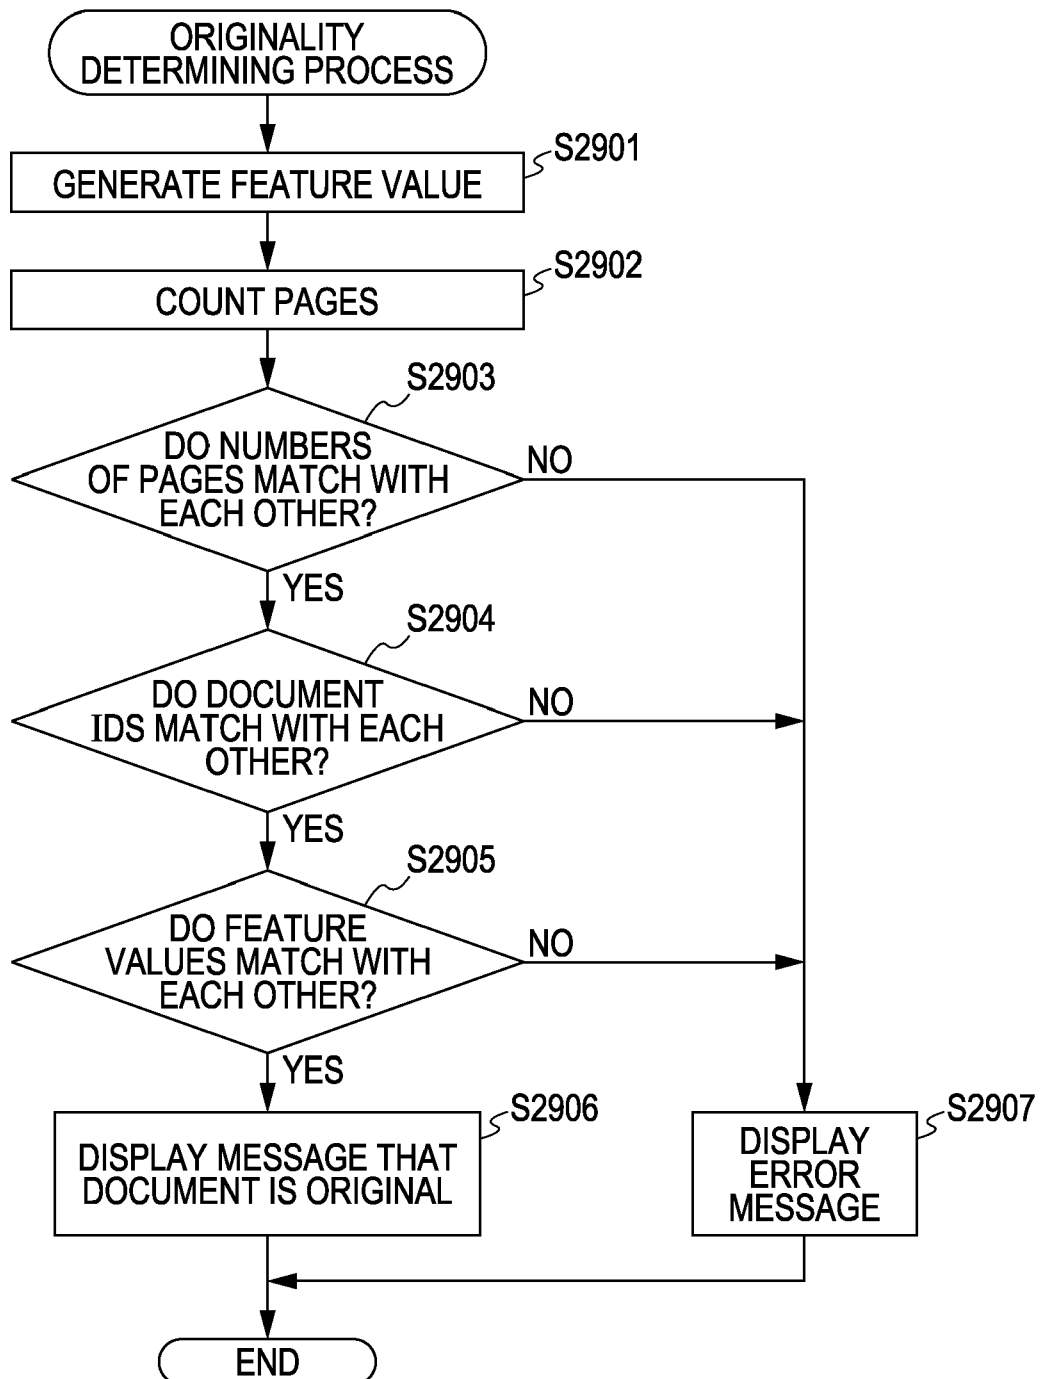 ORIGINALITY
DETERMINING PROCESS
S2901
GENERATE FEATURE VALUE
S2902
COUNT PAGES
S2903
DO NUMBERS
OF PAGES MATCH WITH
EACH OTHER?
NO
YES
S2904
DO DOCUMENT
IDS MATCH WITH EACH
OTHER?
NO
YES
S2905
DO FEATURE
VALUES MATCH WITH
EACH OTHER?
NO
YES
S2906
DISPLAY MESSAGE THAT
DOCUMENT IS ORIGINAL
S2907
DISPLAY
ERROR
MESSAGE
END